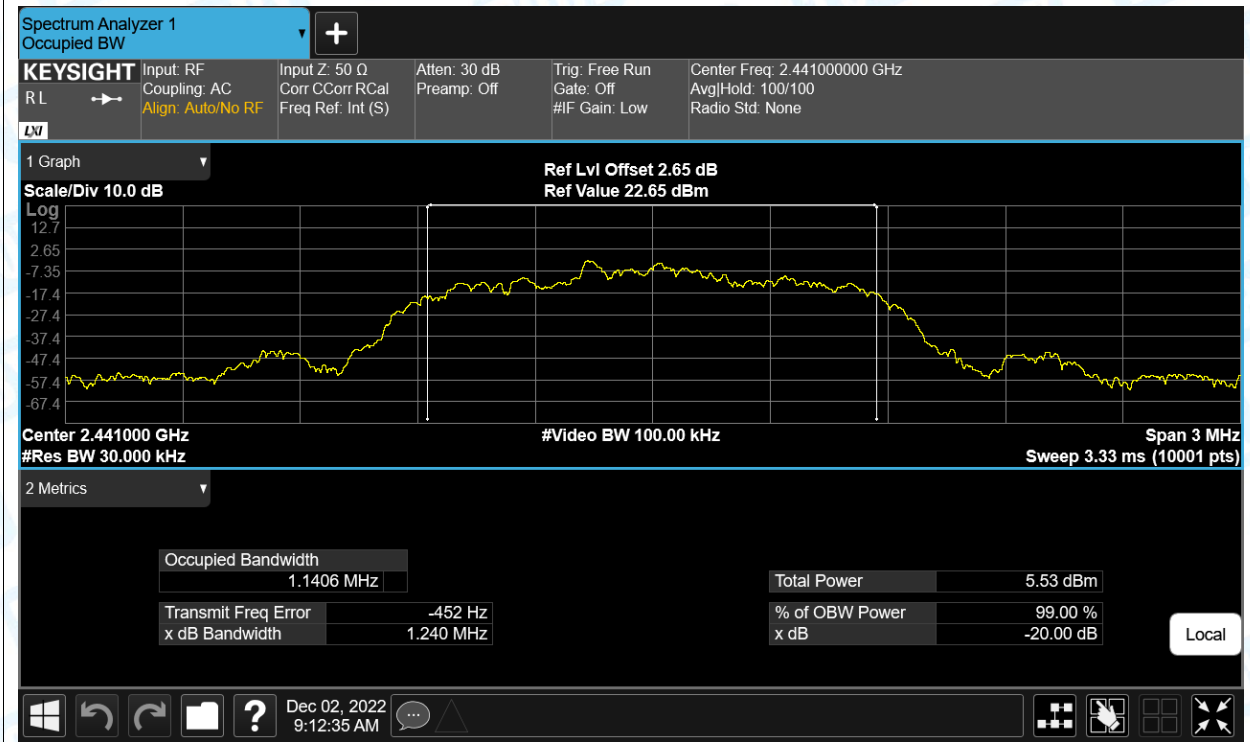 Spectrum Analyzer 1
Occupied BW
KEYSIGHT
R L
LXI
Input: RF
Coupling: AC
Align: Auto/No RF
Input Z: 50 Ω
Corr CCorr RCal
Freq Ref: Int (S)
Atten: 30 dB
Preamp: Off
Trig: Free Run
Gate: Off
#IF Gain: Low
Center Freq: 2.441000000 GHz
Avg|Hold: 100/100
Radio Std: None
1 Graph
Scale/Div 10.0 dB
Ref Lvl Offset 2.65 dB
Ref Value 22.65 dBm
Log
12.7
2.65
-7.35
-17.4
-27.4
-37.4
-47.4
-57.4
-67.4
Center 2.441000 GHz
#Video BW 100.00 kHz
Span 3 MHz
#Res BW 30.000 kHz
Sweep 3.33 ms (10001 pts)
2 Metrics
Occupied Bandwidth
1.1406 MHz
Total Power 5.53 dBm
Transmit Freq Error -452 Hz
% of OBW Power 99.00 %
x dB Bandwidth 1.240 MHz
x dB -20.00 dB
Local
?
Dec 02, 2022
9:12:35 AM